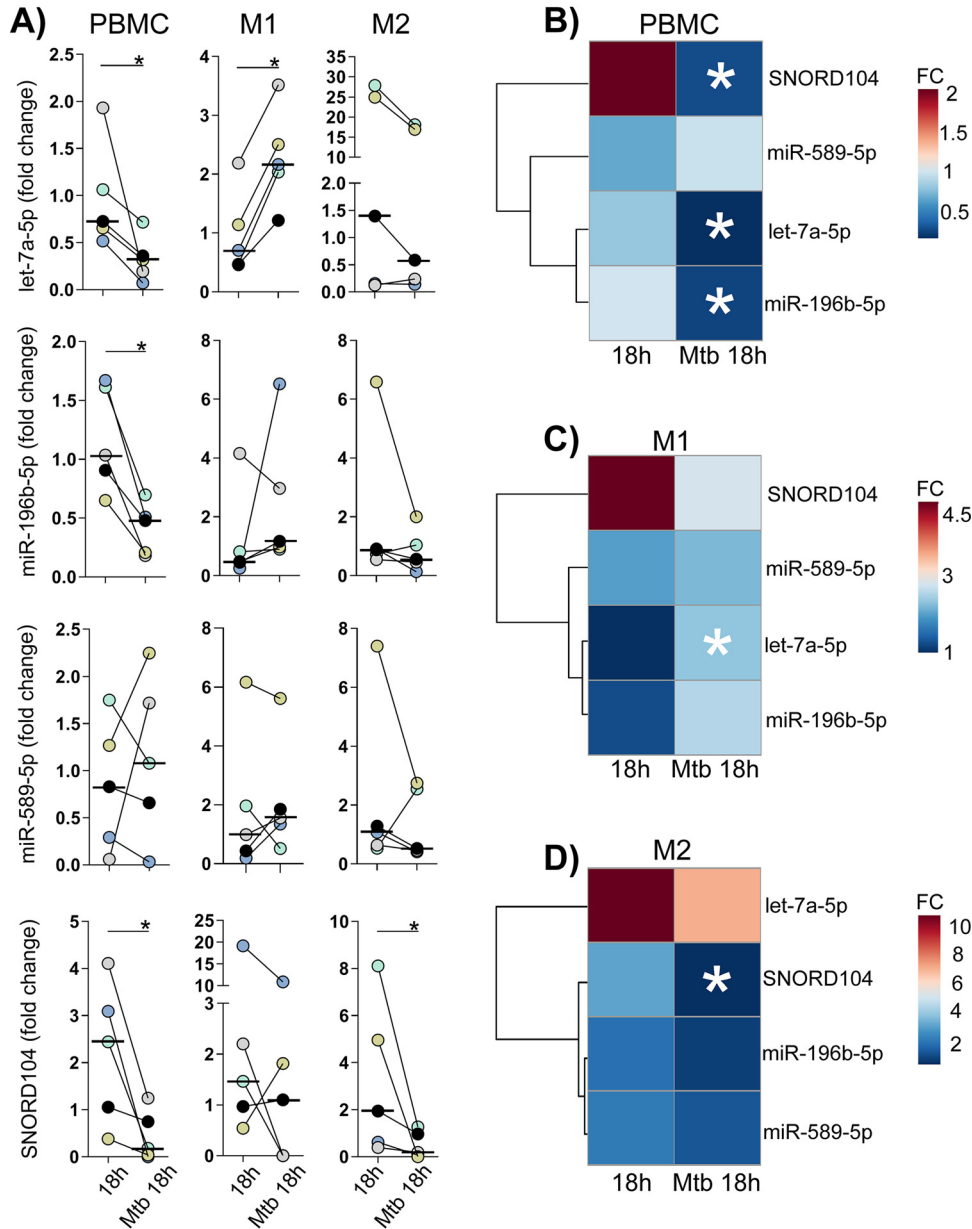 A)
PBMC
M1
M2
let-7a-5p (fold change)
2.5
2.0
1.5
1.0
0.5
0.0
*
4
3
2
1
0
*
35
30
25
20
15
10
2.0
1.5
1.0
0.5
0.0
miR-196b-5p (fold change)
2.0
1.5
1.0
0.5
0.0
*
8
6
4
2
0
8
6
4
2
0
miR-589-5p (fold change)
2.5
2.0
1.5
1.0
0.5
0.0
8
6
4
2
0
8
6
4
2
0
SNORD104 (fold change)
5
4
3
2
1
0
*
25
20
15
10
3
2
1
0
10
8
6
4
2
0
*
18h
Mtb 18h
18h
Mtb 18h
18h
Mtb 18h
B)
PBMC
SNORD104
miR-589-5p
let-7a-5p
miR-196b-5p
*
*
*
18h
Mtb 18h
FC
2
1.5
1
0.5
C)
M1
SNORD104
miR-589-5p
let-7a-5p
miR-196b-5p
*
18h
Mtb 18h
FC
4.5
3
1
D)
M2
let-7a-5p
SNORD104
miR-196b-5p
miR-589-5p
*
18h
Mtb 18h
FC
10
8
6
4
2